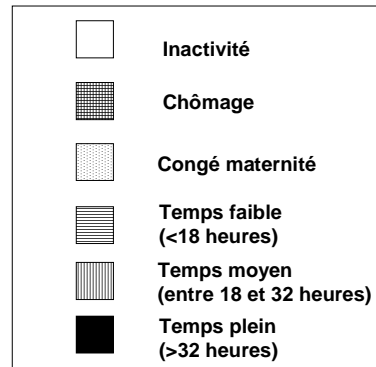 Inactivité
Chômage
Congé maternité
Temps faible
(<18 heures)
Temps moyen
(entre 18 et 32 heures)
Temps plein
(>32 heures)